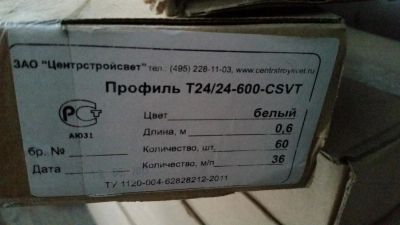 ЗАО "Центрстройсвет" тел.: (495) 228-11-03, www.centrstroysvet.ru
Профиль Т24/24-600-CSVT
Цвет белый
АЮ31
Длина, м 0,6
бр. № Количество, шт 60
Дата Количество, м/п 36
ТУ 1120-004-62828212-2011